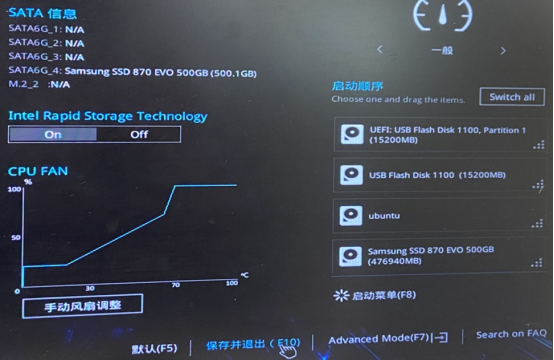 SATA 信息
SATA6G_1: N/A
SATA6G_2: N/A
SATA6G_3: N/A
SATA6G_4: Samsung SSD 870 EVO 500GB (500.1GB)
M.2_2 :N/A
Intel Rapid Storage Technology
On Off
CPU FAN
%
100
50
0
30
70
100
°C
手动风扇调整
一般
启动顺序
Choose one and drag the items.
Switch all
UEFI: USB Flash Disk 1100, Partition 1
(15200MB)
USB Flash Disk 1100 (15200MB)
ubuntu
Samsung SSD 870 EVO 500GB
(476940MB)
启动菜单(F8)
默认(F5)
保存并退出(F10)
Advanced Mode(F7)
Search on FAQ